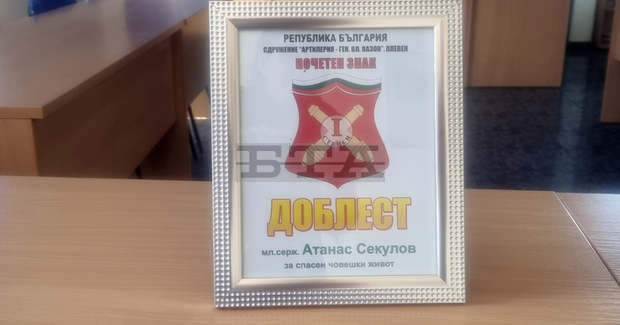 РЕПУБЛИКА БЪЛГАРИЯ
СДРУЖЕНИЕ "АРТИЛЕРИЯ - ГЕН. ВЛ. ВАЗОВ", ПЛЕВЕН
ПОЧЕТЕН ЗНАК
I
БТА
ДОБЛЕСТ
мл.серж. Атанас Секулов
за спасен човешки живот